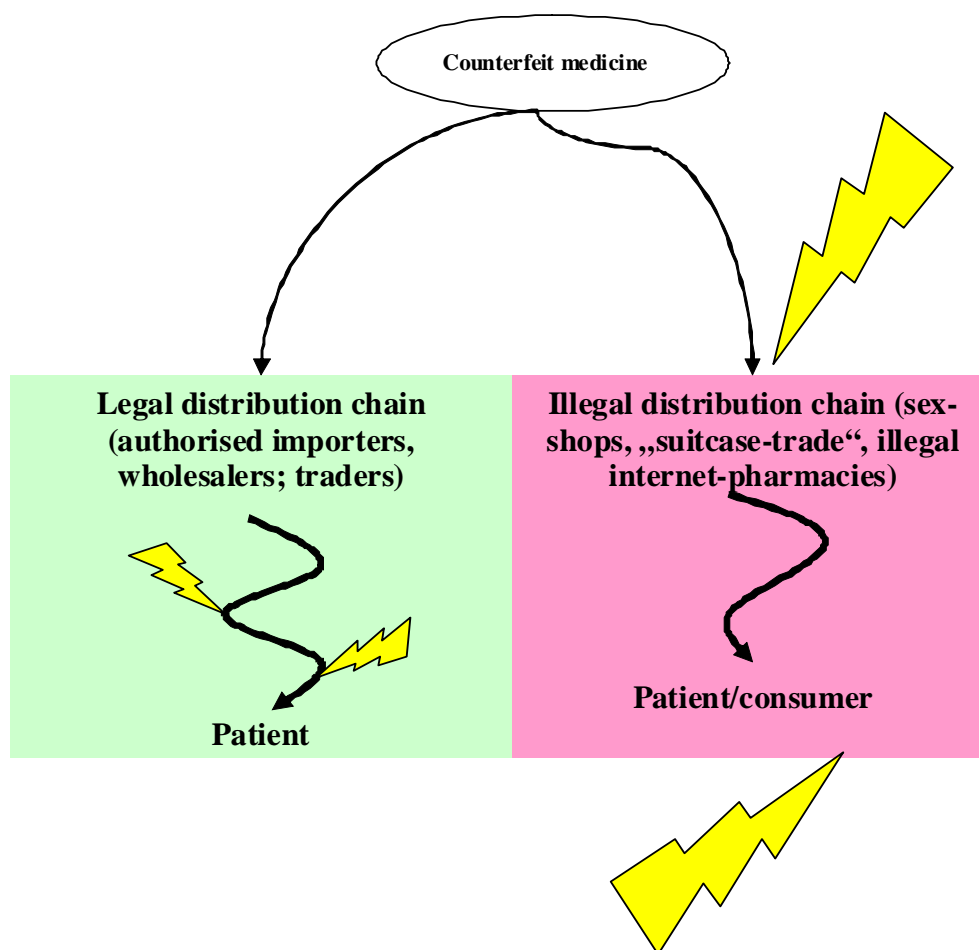 Counterfeit medicine
Legal distribution chain
(authorised importers,
wholesalers; traders)
Patient
Illegal distribution chain (sex-
shops, „suitcase-trade“, illegal
internet-pharmacies)
Patient/consumer